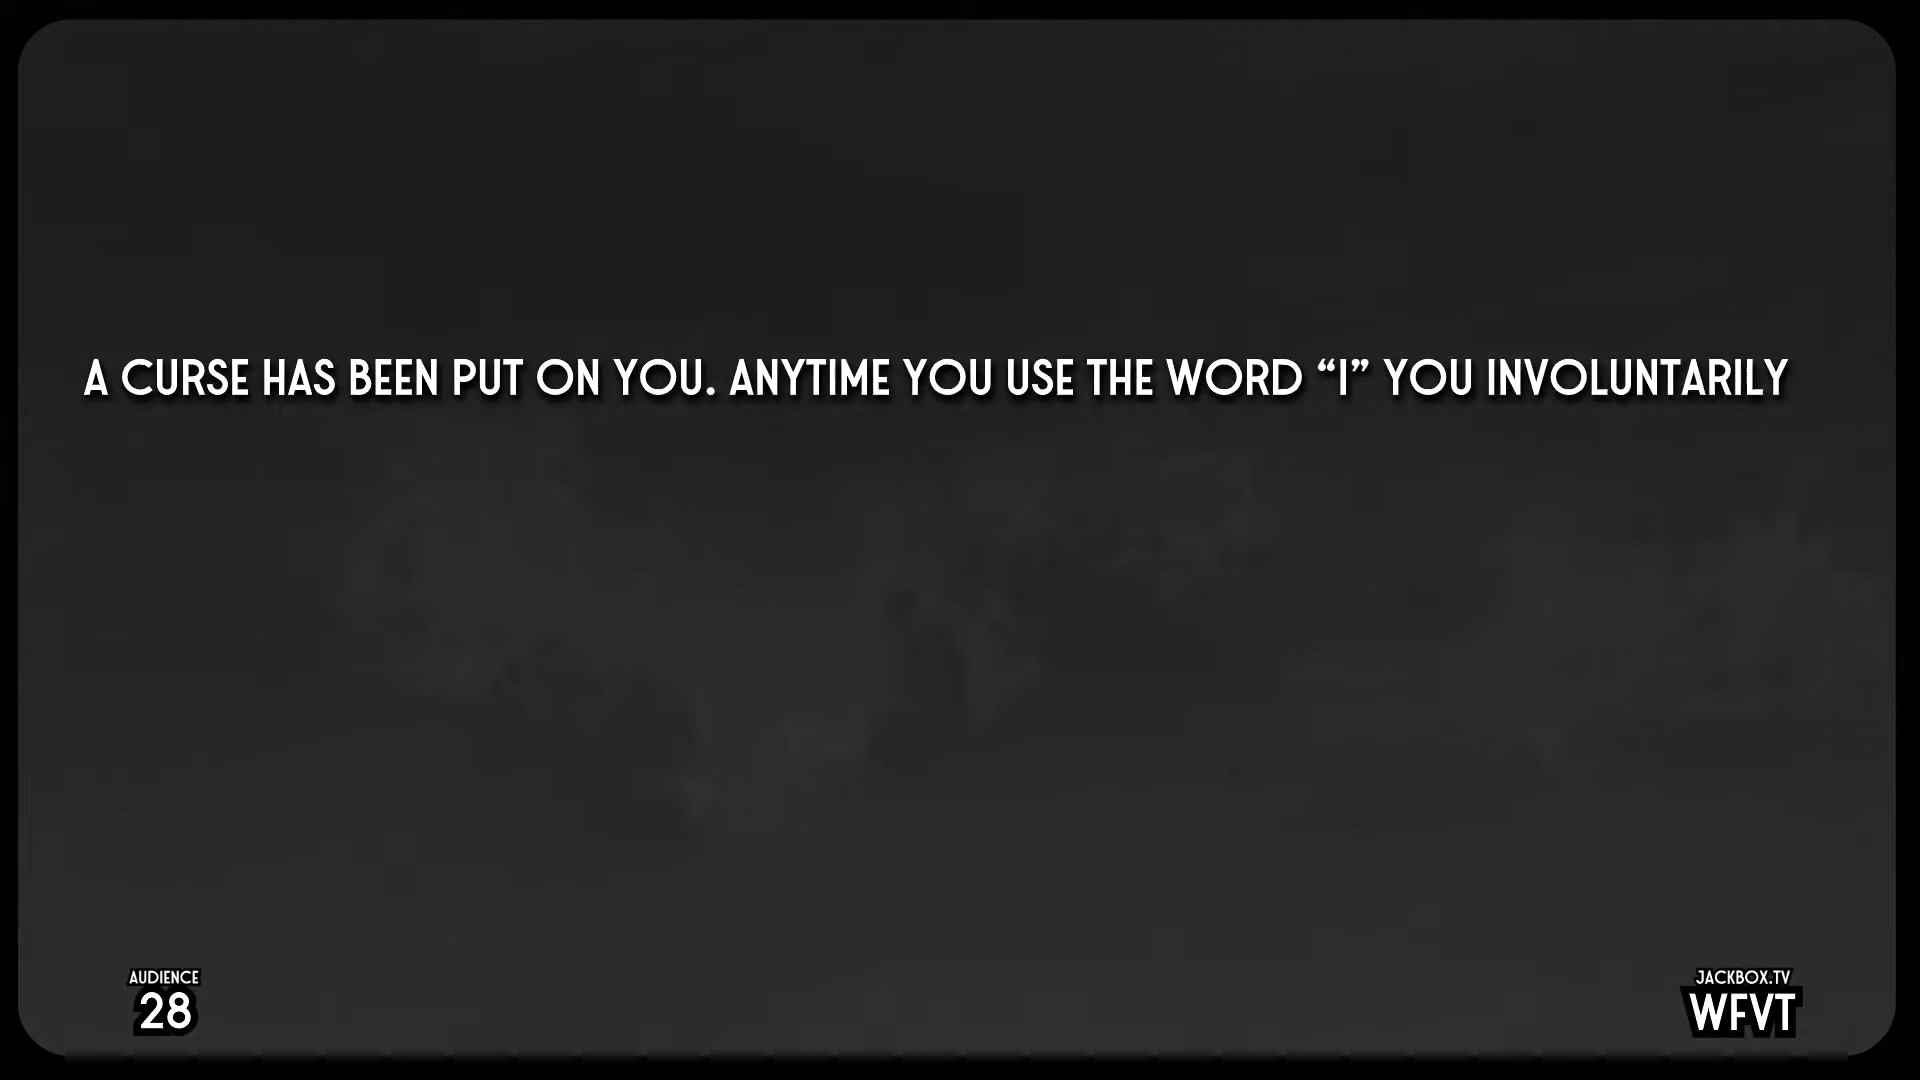 A CURSE HAS BEEN PUT ON YOU. ANYTIME YOU USE THE WORD “I” YOU INVOLUNTARILY
AUDIENCE
28
JACKBOX.TV
WFVT